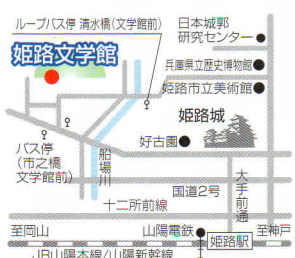 ループバス停 清水橋(文学館前)
日本城郭
研究センター
姫路文学館
兵庫県立歴史博物館
姫路市立美術館
姫路城
好古園
バス停
(市之橋
文学館前)
船場川
大手前通
国道2号
十二所前線
至岡山
山陽電鉄
至神戸
姫路駅
JR山陽本線/山陽新幹線